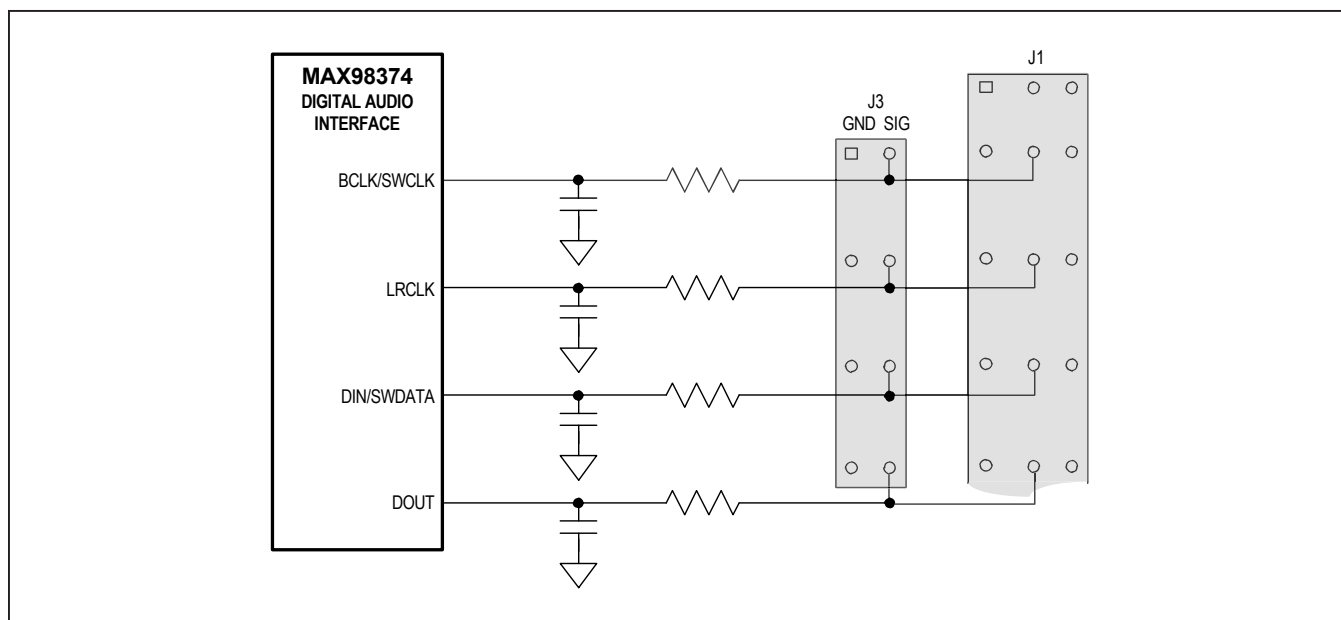 MAX98374
DIGITAL AUDIO
INTERFACE
BCLK/SWCLK
LRCLK
DIN/SWDATA
DOUT
J3
GND SIG
J1